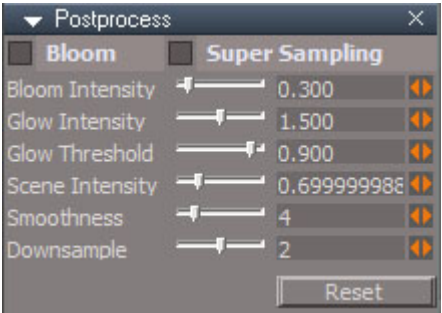 Postprocess
Bloom Super Sampling
Bloom Intensity 0.300
Glow Intensity 1.500
Glow Threshold 0.900
Scene Intensity 0.699999988
Smoothness 4
Downsample 2
Reset